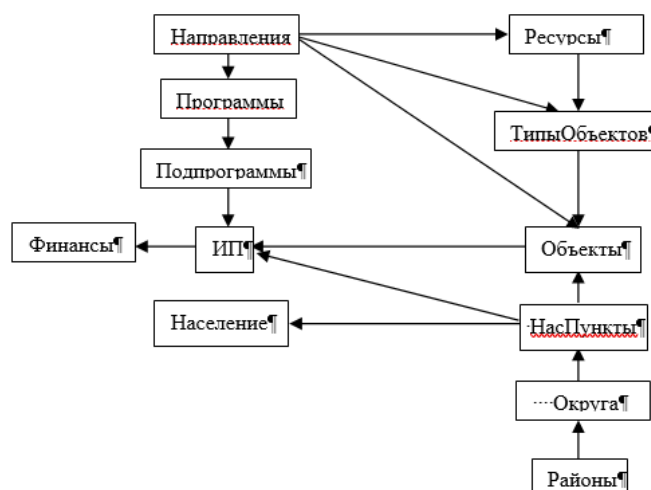 Направления
Ресурсы¶
Программы
ТипыОбъектов¶
Подпрограммы¶
Финансы¶
ИП¶
Объекты¶
Население¶
НасПункты¶
Округа¶
Районы¶